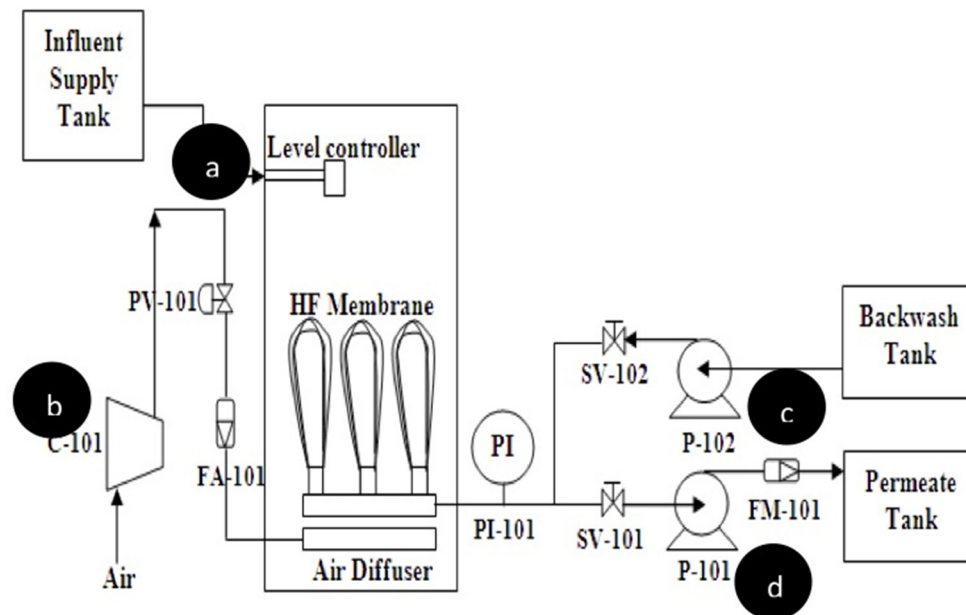 Influent
Supply
Tank
a
Level controller
PV-101
HF Membrane
Backwash
Tank
SV-102
b
C-101
c
P-102
FA-101
PI
FM-101
Permeate
Tank
PI-101
SV-101
P-101
Air Diffuser
d
Air